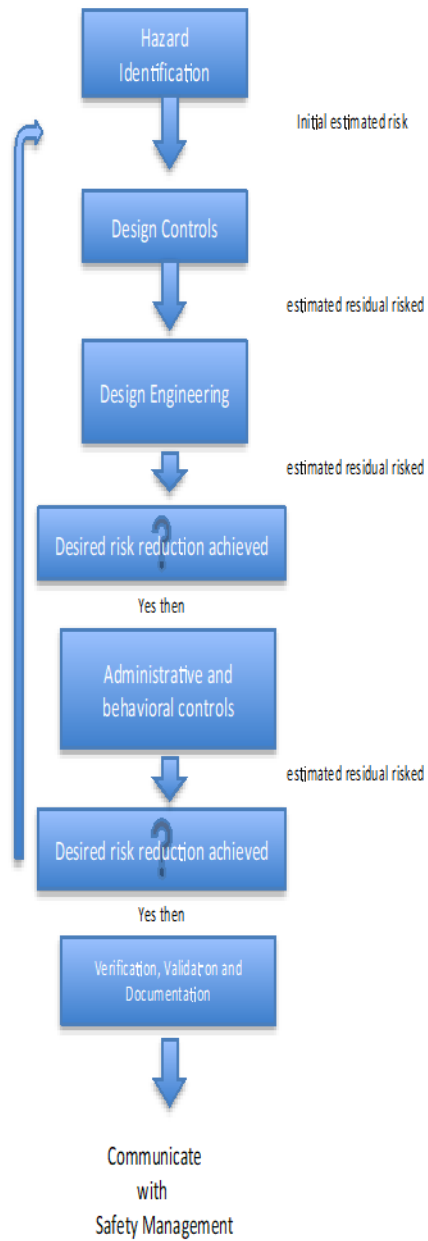 Hazard
Identification
Initial estimated risk
Design Controls
estimated residual risked
Design Engineering
estimated residual risked
?
Desired risk reduction achieved
Yes then
Administrative and
behavioral controls
estimated residual risked
?
Desired risk reduction achieved
Yes then
Verification, Validation and
Documentation
Communicate
with
Safety Management